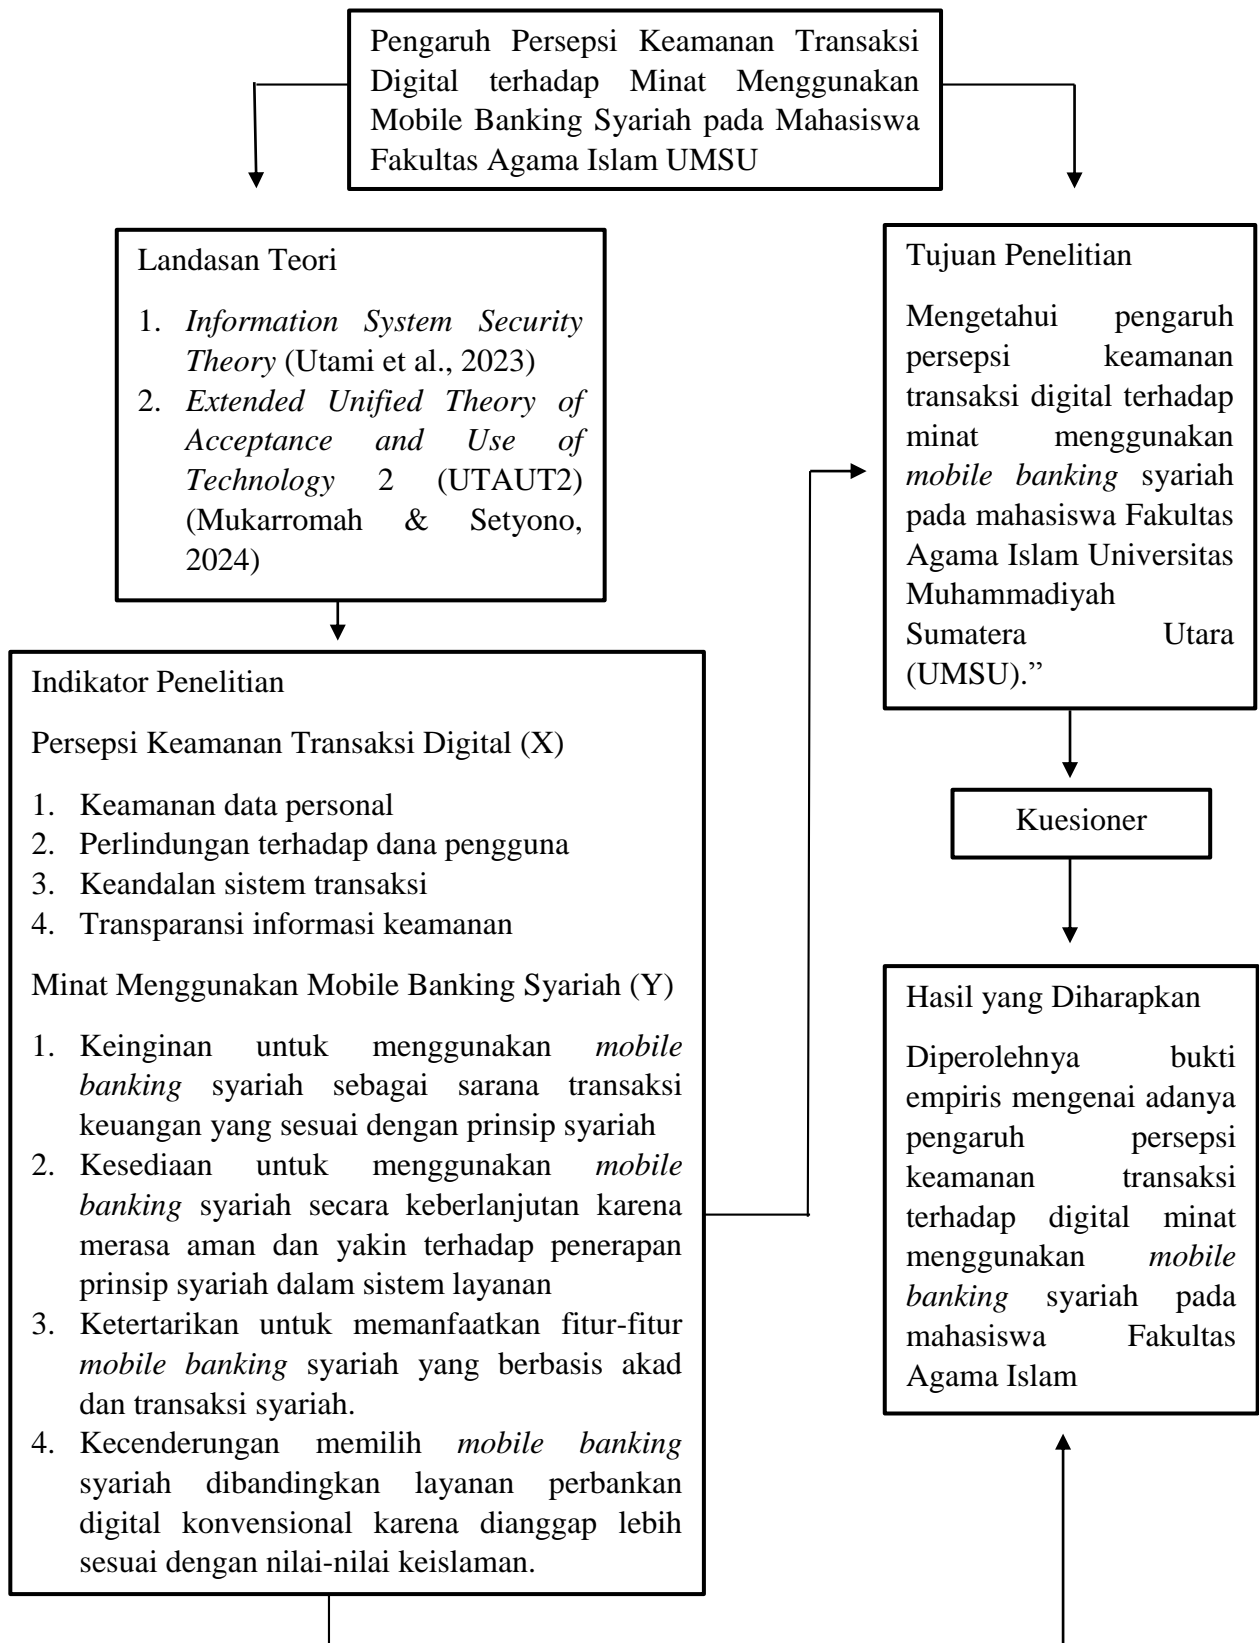 Pengaruh Persepsi Keamanan Transaksi
Digital terhadap Minat Menggunakan
Mobile Banking Syariah pada Mahasiswa
Fakultas Agama Islam UMSU
Landasan Teori
1. Information System Security
Theory (Utami et al., 2023)
2. Extended Unified Theory of
Acceptance and Use of
Technology 2 (UTAUT2)
(Mukarromah & Setyono,
2024)
Indikator Penelitian
Persepsi Keamanan Transaksi Digital (X)
1. Keamanan data personal
2. Perlindungan terhadap dana pengguna
3. Keandalan sistem transaksi
4. Transparansi informasi keamanan
Minat Menggunakan Mobile Banking Syariah (Y)
1. Keinginan untuk menggunakan mobile
banking syariah sebagai sarana transaksi
keuangan yang sesuai dengan prinsip syariah
2. Kesediaan untuk menggunakan mobile
banking syariah secara keberlanjutan karena
merasa aman dan yakin terhadap penerapan
prinsip syariah dalam sistem layanan
3. Ketertarikan untuk memanfaatkan fitur-fitur
mobile banking syariah yang berbasis akad
dan transaksi syariah.
4. Kecenderungan memilih mobile banking
syariah dibandingkan layanan perbankan
digital konvensional karena dianggap lebih
sesuai dengan nilai-nilai keislaman.
Tujuan Penelitian
Mengetahui pengaruh
persepsi keamanan
transaksi digital terhadap
minat menggunakan
mobile banking syariah
pada mahasiswa Fakultas
Agama Islam Universitas
Muhammadiyah
Sumatera Utara
(UMSU).”
Kuesioner
Hasil yang Diharapkan
Diperolehnya bukti
empiris mengenai adanya
pengaruh persepsi
keamanan transaksi
terhadap digital minat
menggunakan mobile
banking syariah pada
mahasiswa Fakultas
Agama Islam